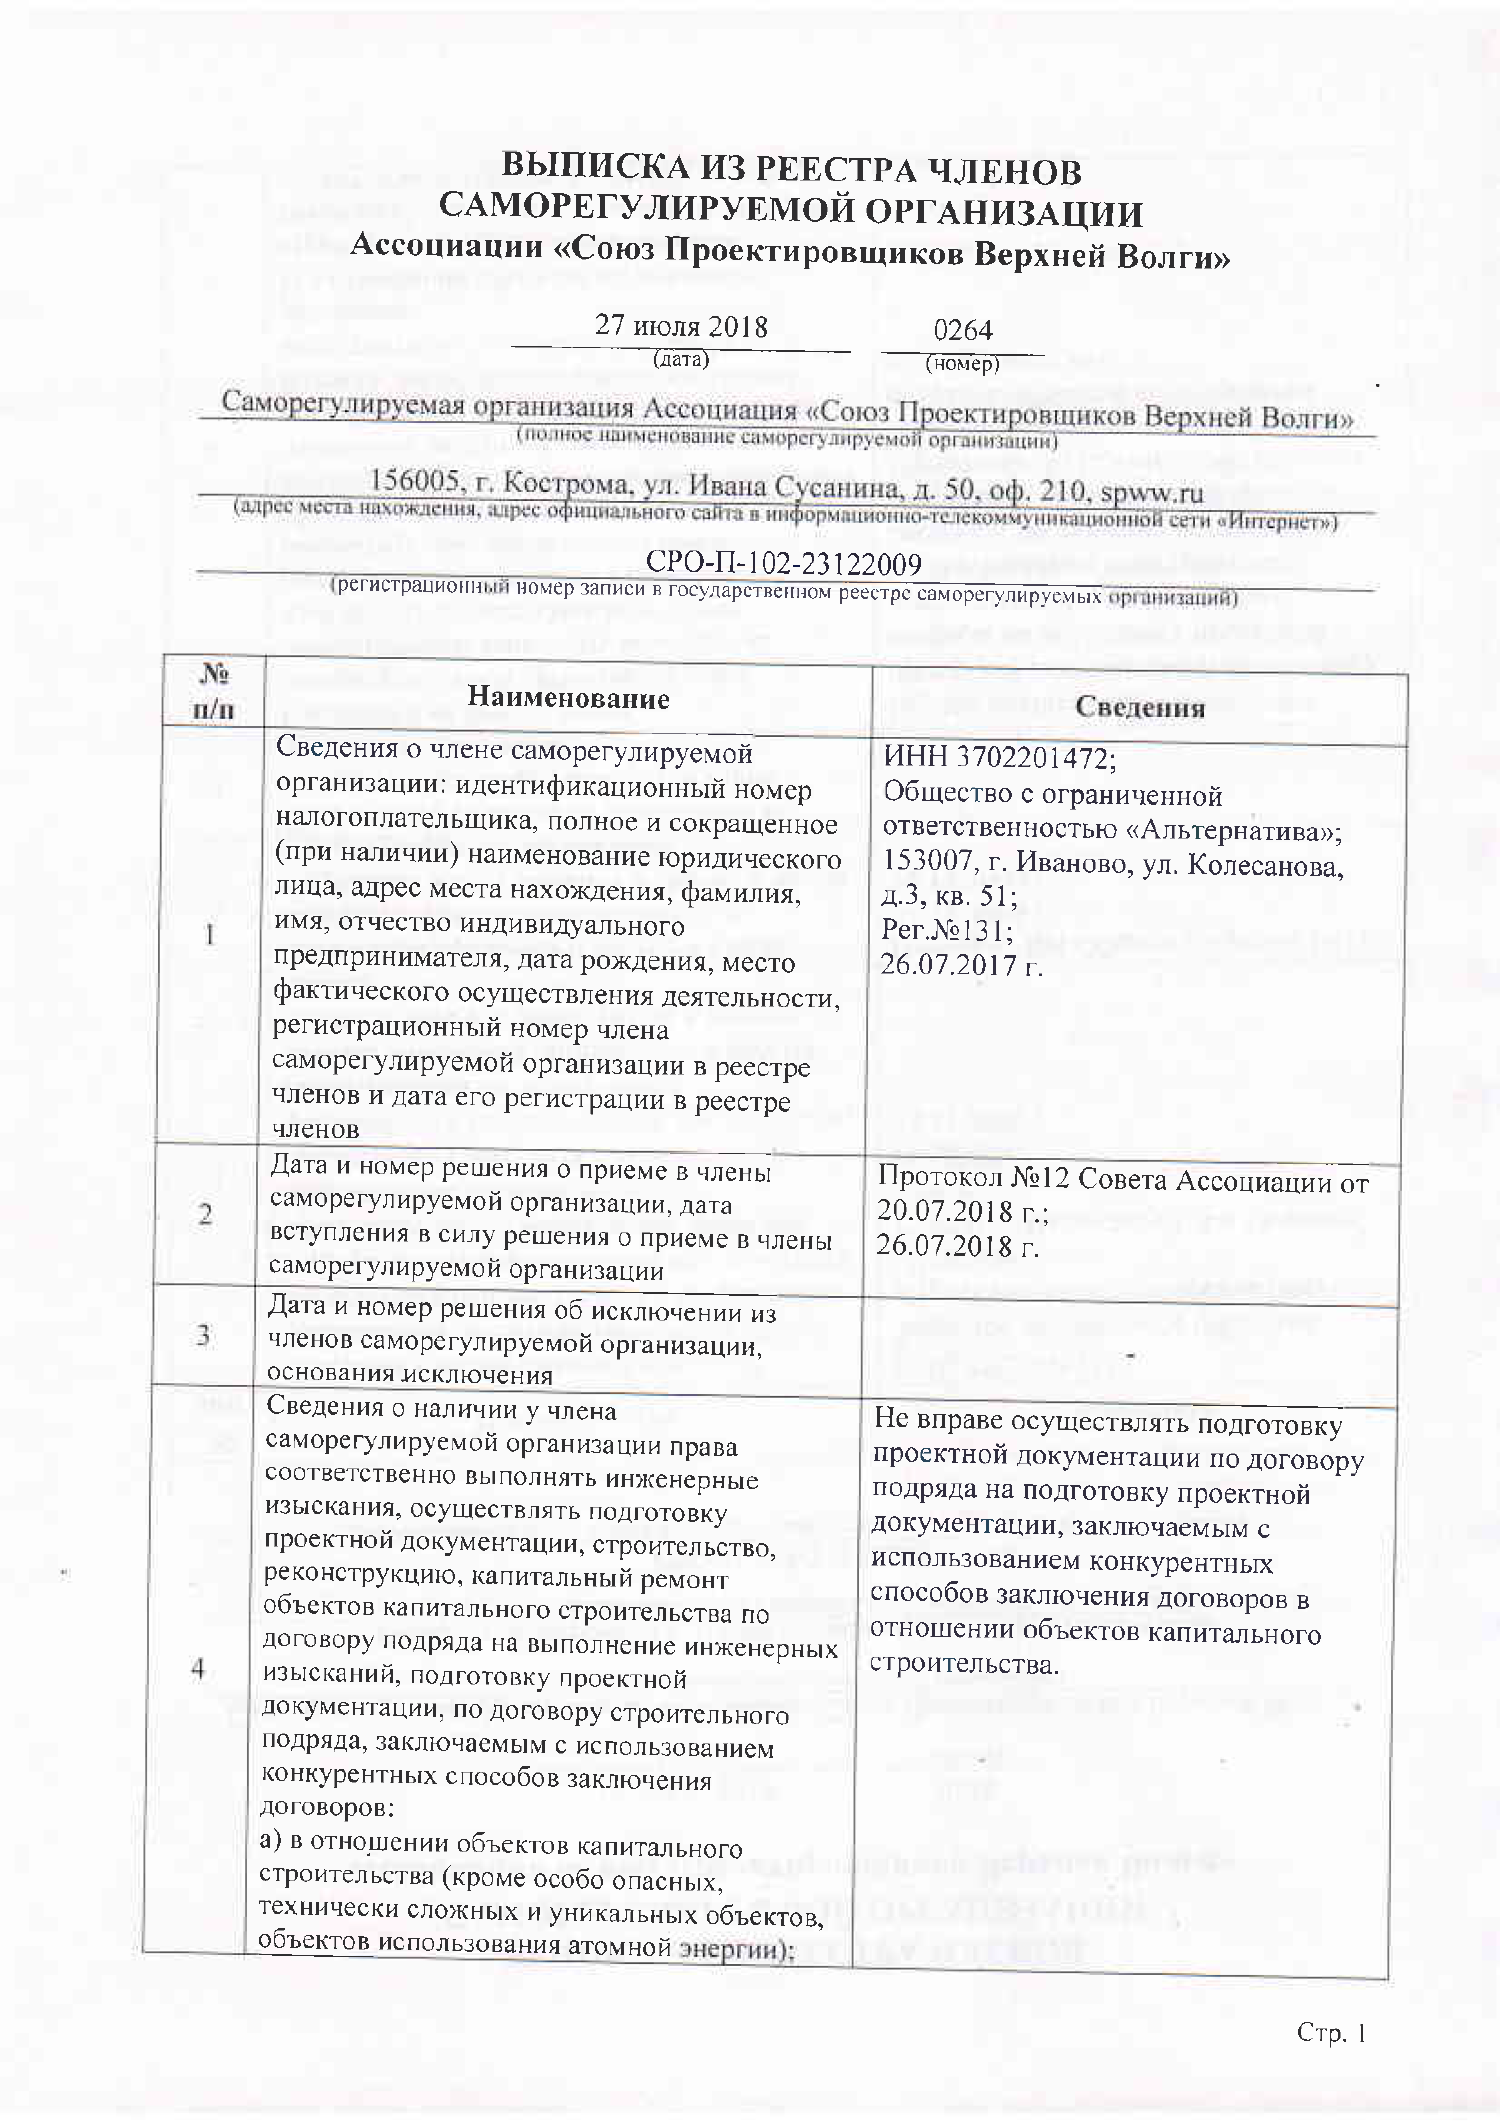 ВЫПИСКА ИЗ РЕЕСТРА ЧЛЕНОВ
САМОРЕГУЛИРУЕМОЙ ОРГАНИЗАЦИИ
Ассоциации «Союз Проектировщиков Верхней Волги»
27 июля 2018 0264
(дата) (номер)
Саморегулируемая организация Ассоциация «Союз Проектировщиков Верхней Волги»
(полное наименование саморегулируемой организации)
156005, г. Кострома, ул. Ивана Сусанина, д. 50, оф. 210, spww.ru
(адрес места нахождения, адрес официального сайта в информационно-телекоммуникационной сети «Интернет»)
СРО-П-102-23122009
(регистрационный номер записи в государственном реестре саморегулируемых организаций)
№
п/п
Наименование
Сведения
1
Сведения о члене саморегулируемой
организации: идентификационный номер
налогоплательщика, полное и сокращенное
(при наличии) наименование юридического
лица, адрес места нахождения, фамилия,
имя, отчество индивидуального
предпринимателя, дата рождения, место
фактического осуществления деятельности,
регистрационный номер члена
саморегулируемой организации в реестре
членов и дата его регистрации в реестре
членов
ИНН 3702201472;
Общество с ограниченной
ответственностью «Альтернатива»;
153007, г. Иваново, ул. Колесанова,
д.3, кв. 51;
Рег.№131;
26.07.2017 г.
2
Дата и номер решения о приеме в члены
саморегулируемой организации, дата
вступления в силу решения о приеме в члены
саморегулируемой организации
Протокол №12 Совета Ассоциации от
20.07.2018 г.;
26.07.2018 г.
3
Дата и номер решения об исключении из
членов саморегулируемой организации,
основания исключения
-
4
Сведения о наличии у члена
саморегулируемой организации права
соответственно выполнять инженерные
изыскания, осуществлять подготовку
проектной документации, строительство,
реконструкцию, капитальный ремонт
объектов капитального строительства по
договору подряда на выполнение инженерных
изысканий, подготовку проектной
документации, по договору строительного
подряда, заключаемым с использованием
конкурентных способов заключения
договоров:
а) в отношении объектов капитального
строительства (кроме особо опасных,
технически сложных и уникальных объектов,
объектов использования атомной энергии);
Не вправе осуществлять подготовку
проектной документации по договору
подряда на подготовку проектной
документации, заключаемым с
использованием конкурентных
способов заключения договоров в
отношении объектов капитального
строительства.
Стр. 1